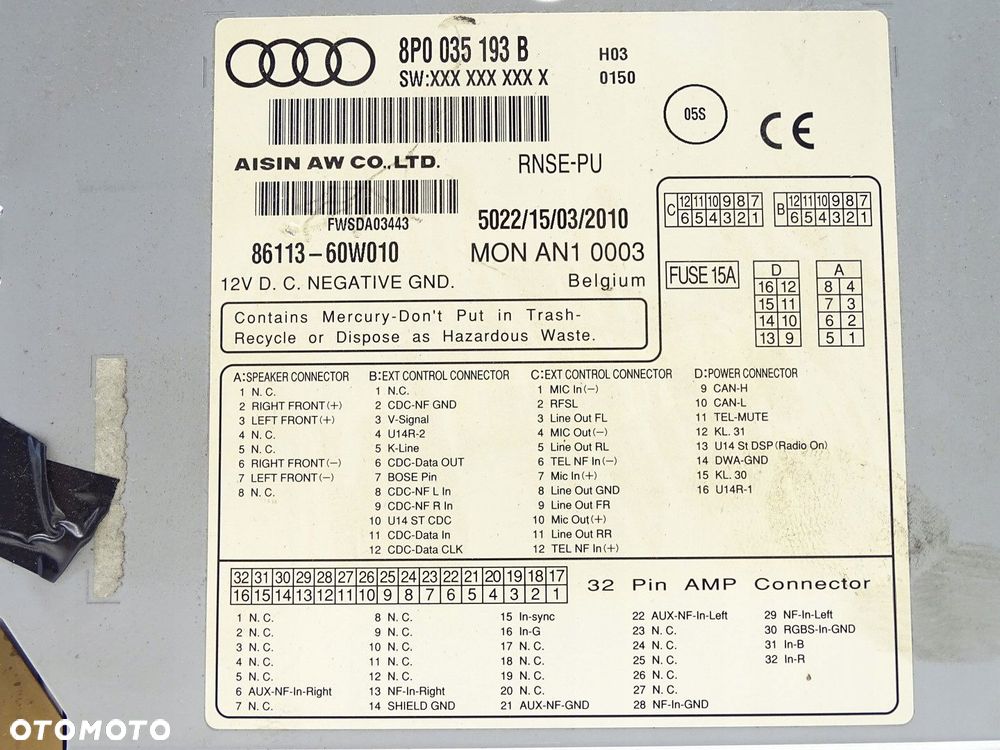 8P0 035 193 B
SW:XXX XXX XXX X
H03
0150
05S
CE
AISIN AW CO.,LTD.
RNSE-PU
FWSDA03443
5022/15/03/2010
86113-60W010
MON AN1 0003
12V D. C. NEGATIVE GND.
Belgium
Contains Mercury-Don't Put in Trash-
Recycle or Dispose as Hazardous Waste.
C 12 11 10 9 8 7
6 5 4 3 2 1
B 12 11 10 9 8 7
6 5 4 3 2 1
FUSE 15A
D
16 12
15 11
14 10
13 9
A
8 4
7 3
6 2
5 1
A:SPEAKER CONNECTOR
1 N. C.
2 RIGHT FRONT(+)
3 LEFT FRONT(+)
4 N. C.
5 N. C.
6 RIGHT FRONT(-)
7 LEFT FRONT(-)
8 N. C.
B:EXT CONTROL CONNECTOR
1 N.C.
2 CDC-NF GND
3 V-Signal
4 U14R-2
5 K-Line
6 CDC-Data OUT
7 BOSE Pin
8 CDC-NF L In
9 CDC-NF R In
10 U14 ST CDC
11 CDC-Data In
12 CDC-Data CLK
C:EXT CONTROL CONNECTOR
1 MIC In(-)
2 RFSL
3 Line Out FL
4 MIC Out(-)
5 Line Out RL
6 TEL NF In(-)
7 Mic In(+)
8 Line Out GND
9 Line Out FR
10 Mic Out(+)
11 Line Out RR
12 TEL NF In(+)
D:POWER CONNECTOR
9 CAN-H
10 CAN-L
11 TEL-MUTE
12 KL. 31
13 U14 St DSP (Radio On)
14 DWA-GND
15 KL. 30
16 U14R-1
32 31 30 29 28 27 26 25 24 23 22 21 20 19 18 17
16 15 14 13 12 11 10 9 8 7 6 5 4 3 2 1
32 Pin AMP Connector
1 N. C.
2 N. C.
3 N. C.
4 N. C.
5 N. C.
6 AUX-NF-In-Right
7 N. C.
8 N. C.
9 N. C.
10 N. C.
11 N. C.
12 N. C.
13 NF-In-Right
14 SHIELD GND
15 In-sync
16 In-G
17 N. C.
18 N. C.
19 N. C.
20 N. C.
21 AUX-NF-GND
22 AUX-NF-In-Left
23 N. C.
24 N. C.
25 N. C.
26 N. C.
27 N. C.
28 NF-In-GND
29 NF-In-Left
30 RGBS-In-GND
31 In-B
32 In-R
OTOMOTO